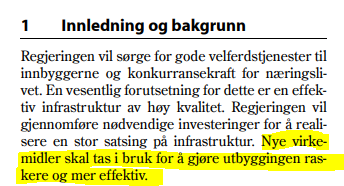 1 Innledning og bakgrunn
Regjeringen vil sørge for gode velferdstjenester til
innbyggerne og konkurransekraft for næringsli-
vet. En vesentlig forutsetning for dette er en effek-
tiv infrastruktur av høy kvalitet. Regjeringen vil
gjennomføre nødvendige investeringer for å reali-
sere en stor satsing på infrastruktur. Nye virke-
midler skal tas i bruk for å gjøre utbyggingen ras-
kere og mer effektiv.